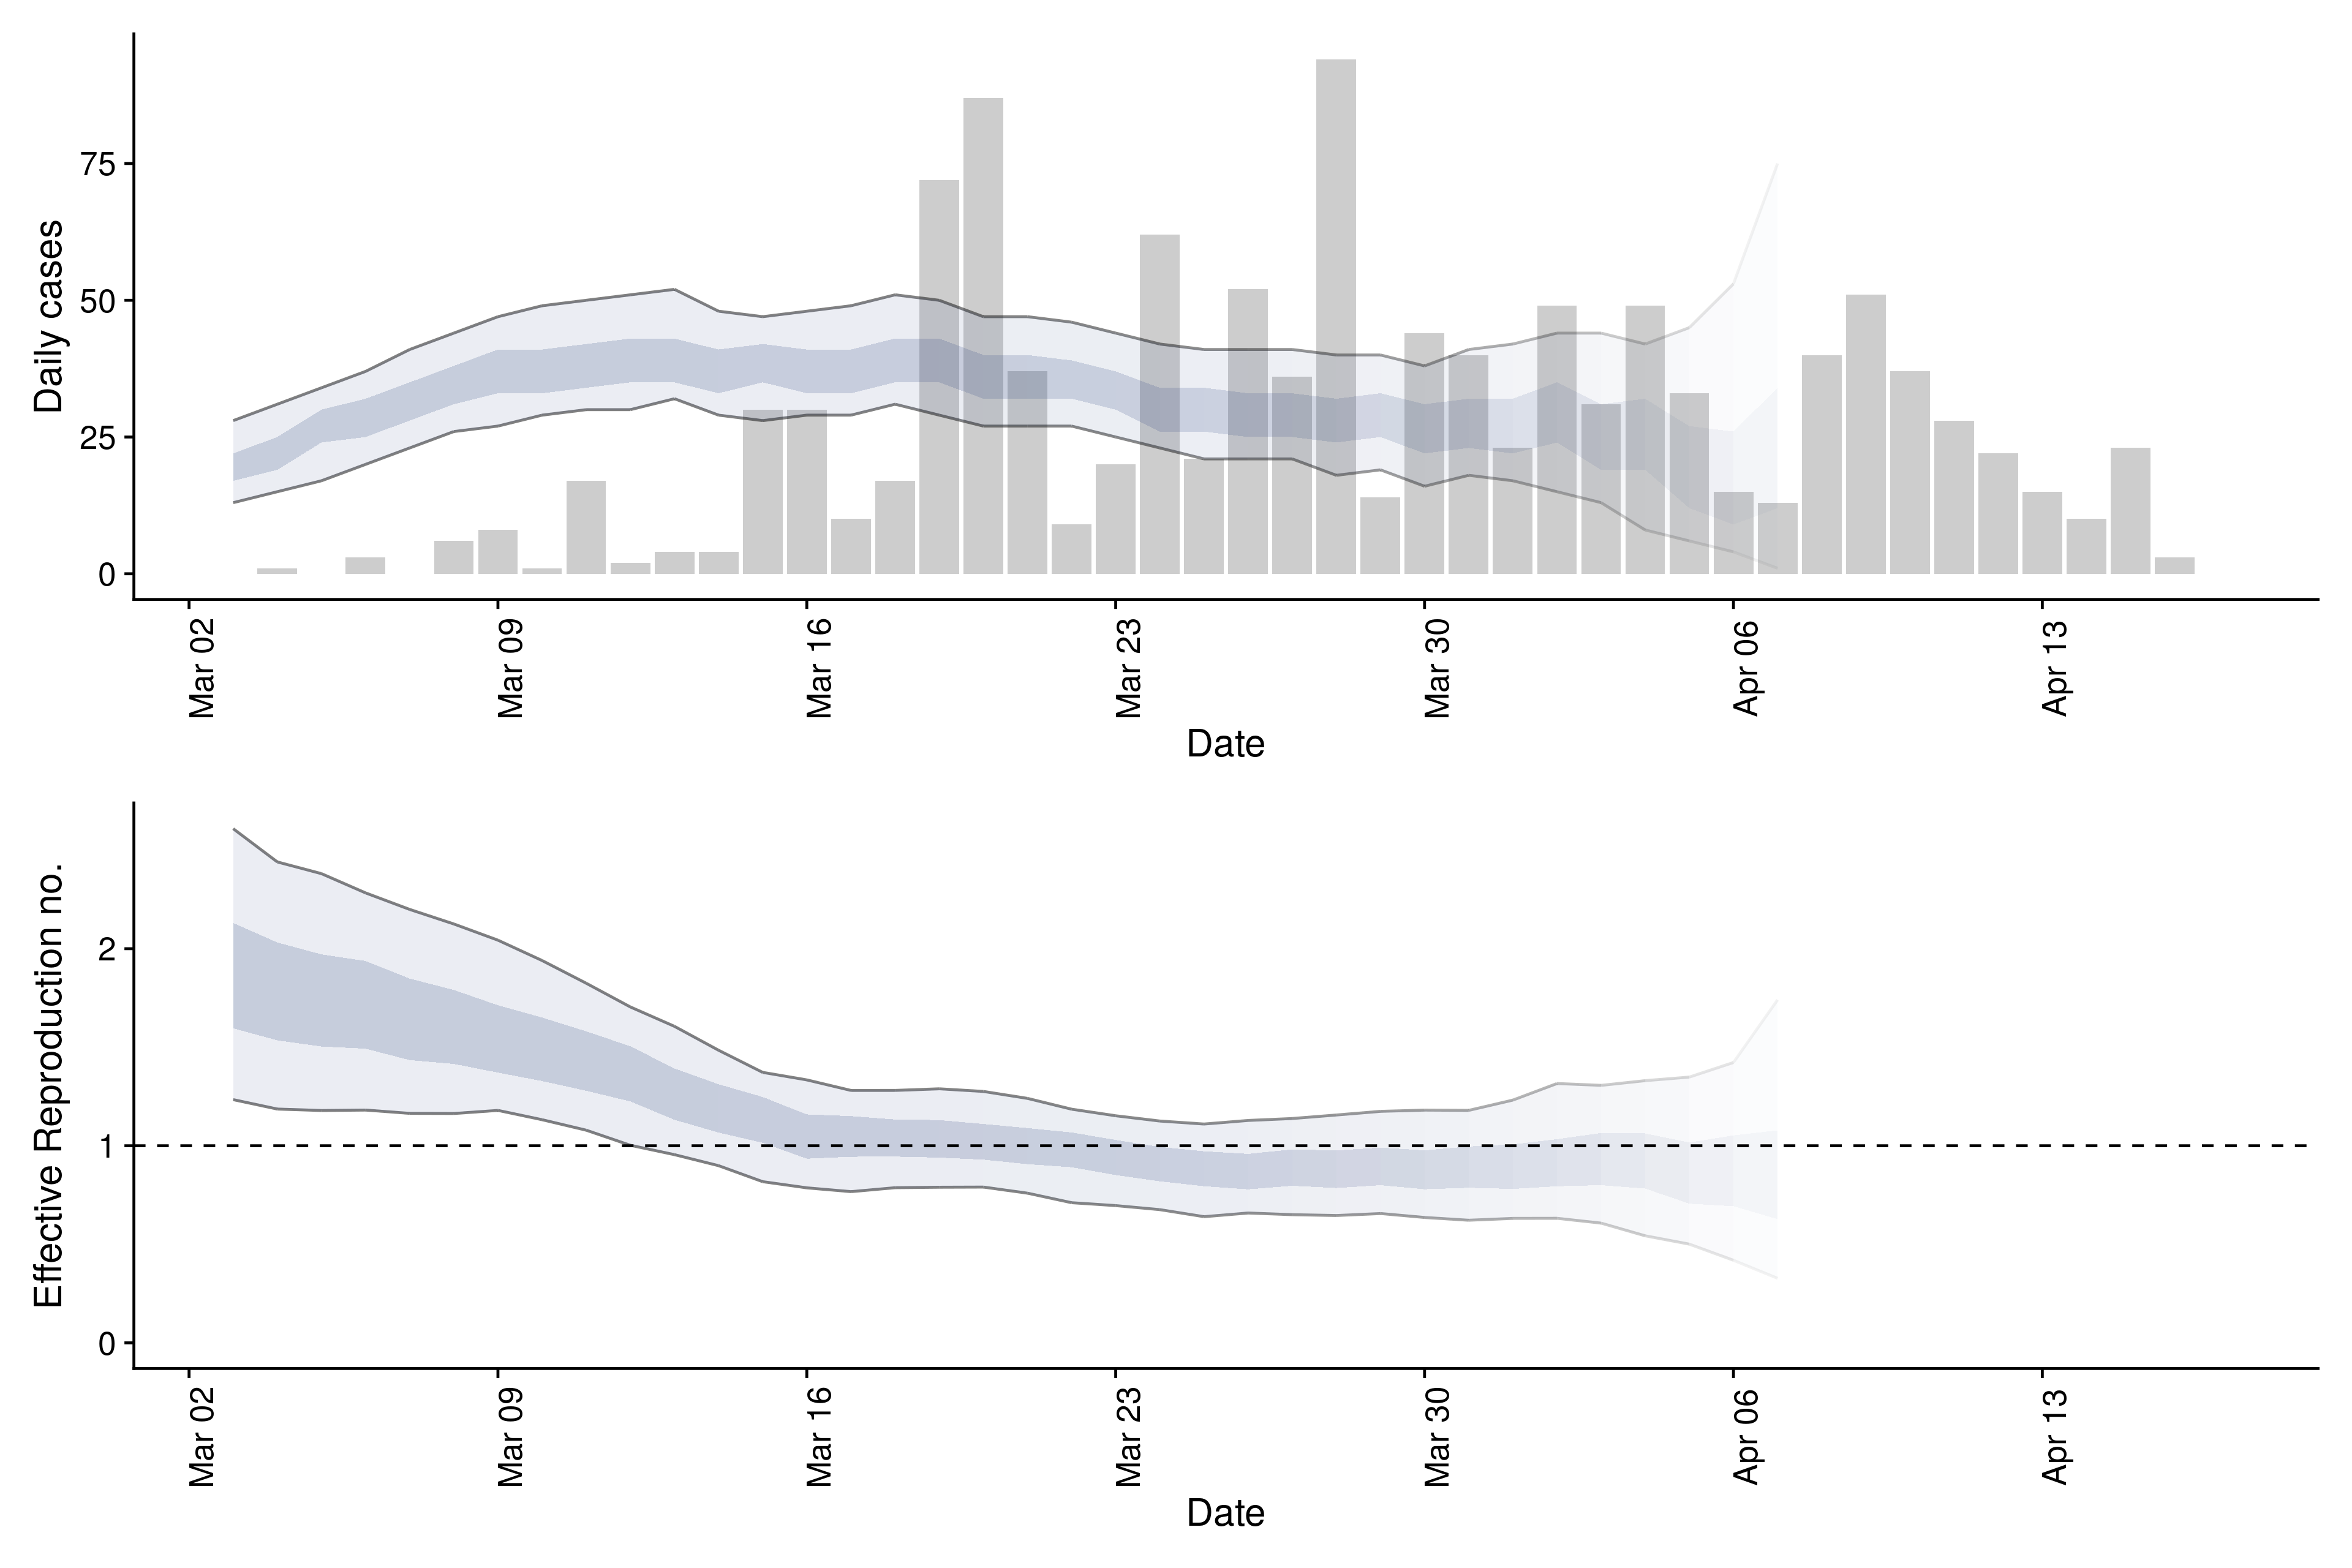 Daily cases
75
50
25
0
Mar 02
Mar 09
Mar 16
Mar 23
Mar 30
Apr 06
Apr 13
Date
Effective Reproduction no.
2
1
0
Mar 02
Mar 09
Mar 16
Mar 23
Mar 30
Apr 06
Apr 13
Date